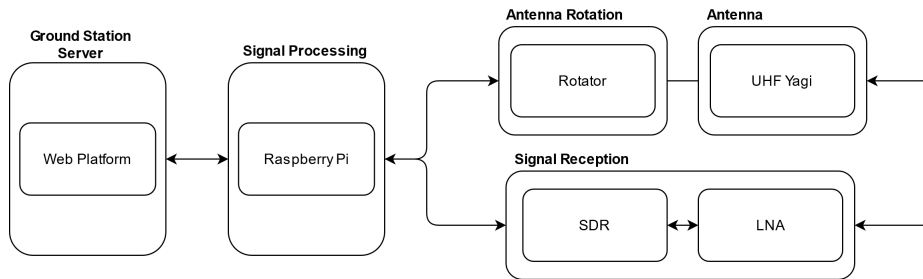 Ground Station
Server
Web Platform
Signal Processing
Raspberry Pi
Antenna Rotation
Rotator
Antenna
UHF Yagi
Signal Reception
SDR
LNA